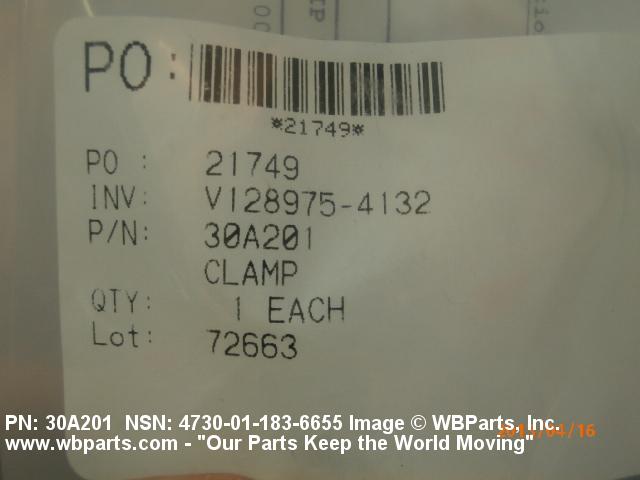 PO:
*21749*
PO : 21749
INV: V128975-4132
P/N: 30A201
CLAMP
QTY: 1 EACH
Lot: 72663
PN: 30A201 NSN: 4730-01-183-6655 Image © WBParts, Inc.
www.wbparts.com - "Our Parts Keep the World Moving"